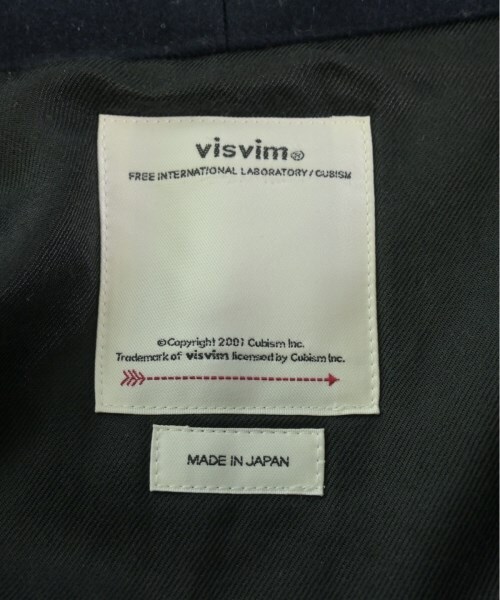 visvim®
FREE INTERNATIONAL LABORATORY/CUBISM
©Copyright 2001 Cubism Inc.
Trademark of visvim licensed by Cubism Inc.
MADE IN JAPAN